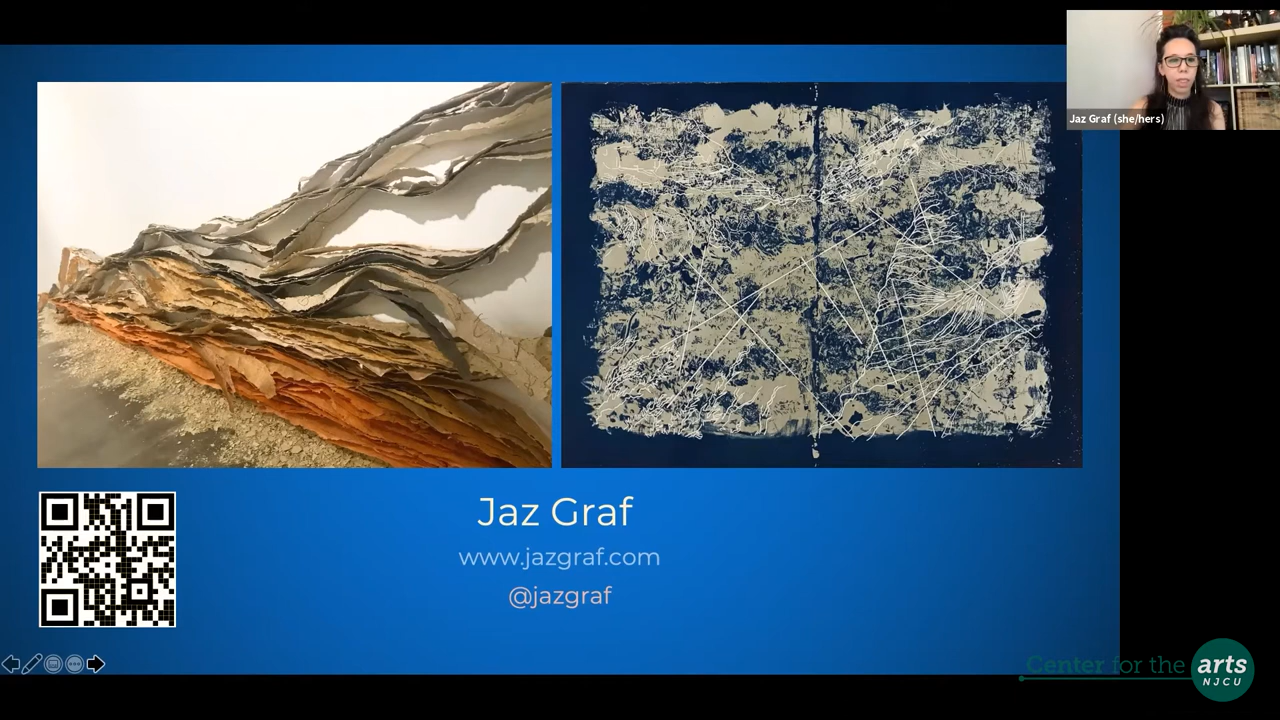 Jaz Graf (she/hers)
Jaz Graf
www.jazgraf.com
@jazgraf
Center for the arts
NJCU